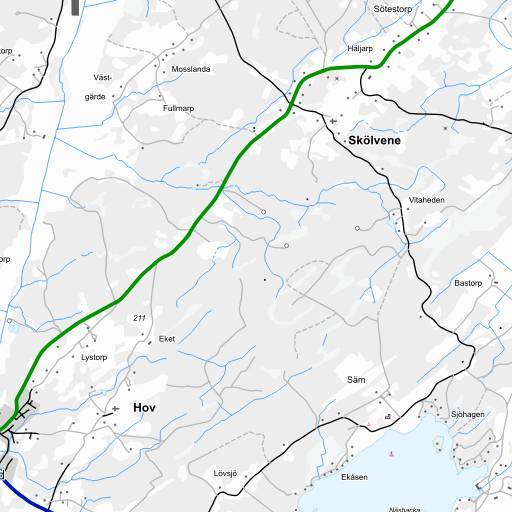 Sötestorp
Häljarp
Mosslanda
Väst-
gärde
Fullmarp
Skölvene
Vitaheden
Bastorp
211
Eket
Lystorp
Säm
Hov
Sjöhagen
Lövsjö
Ekåsen
Näsbacka